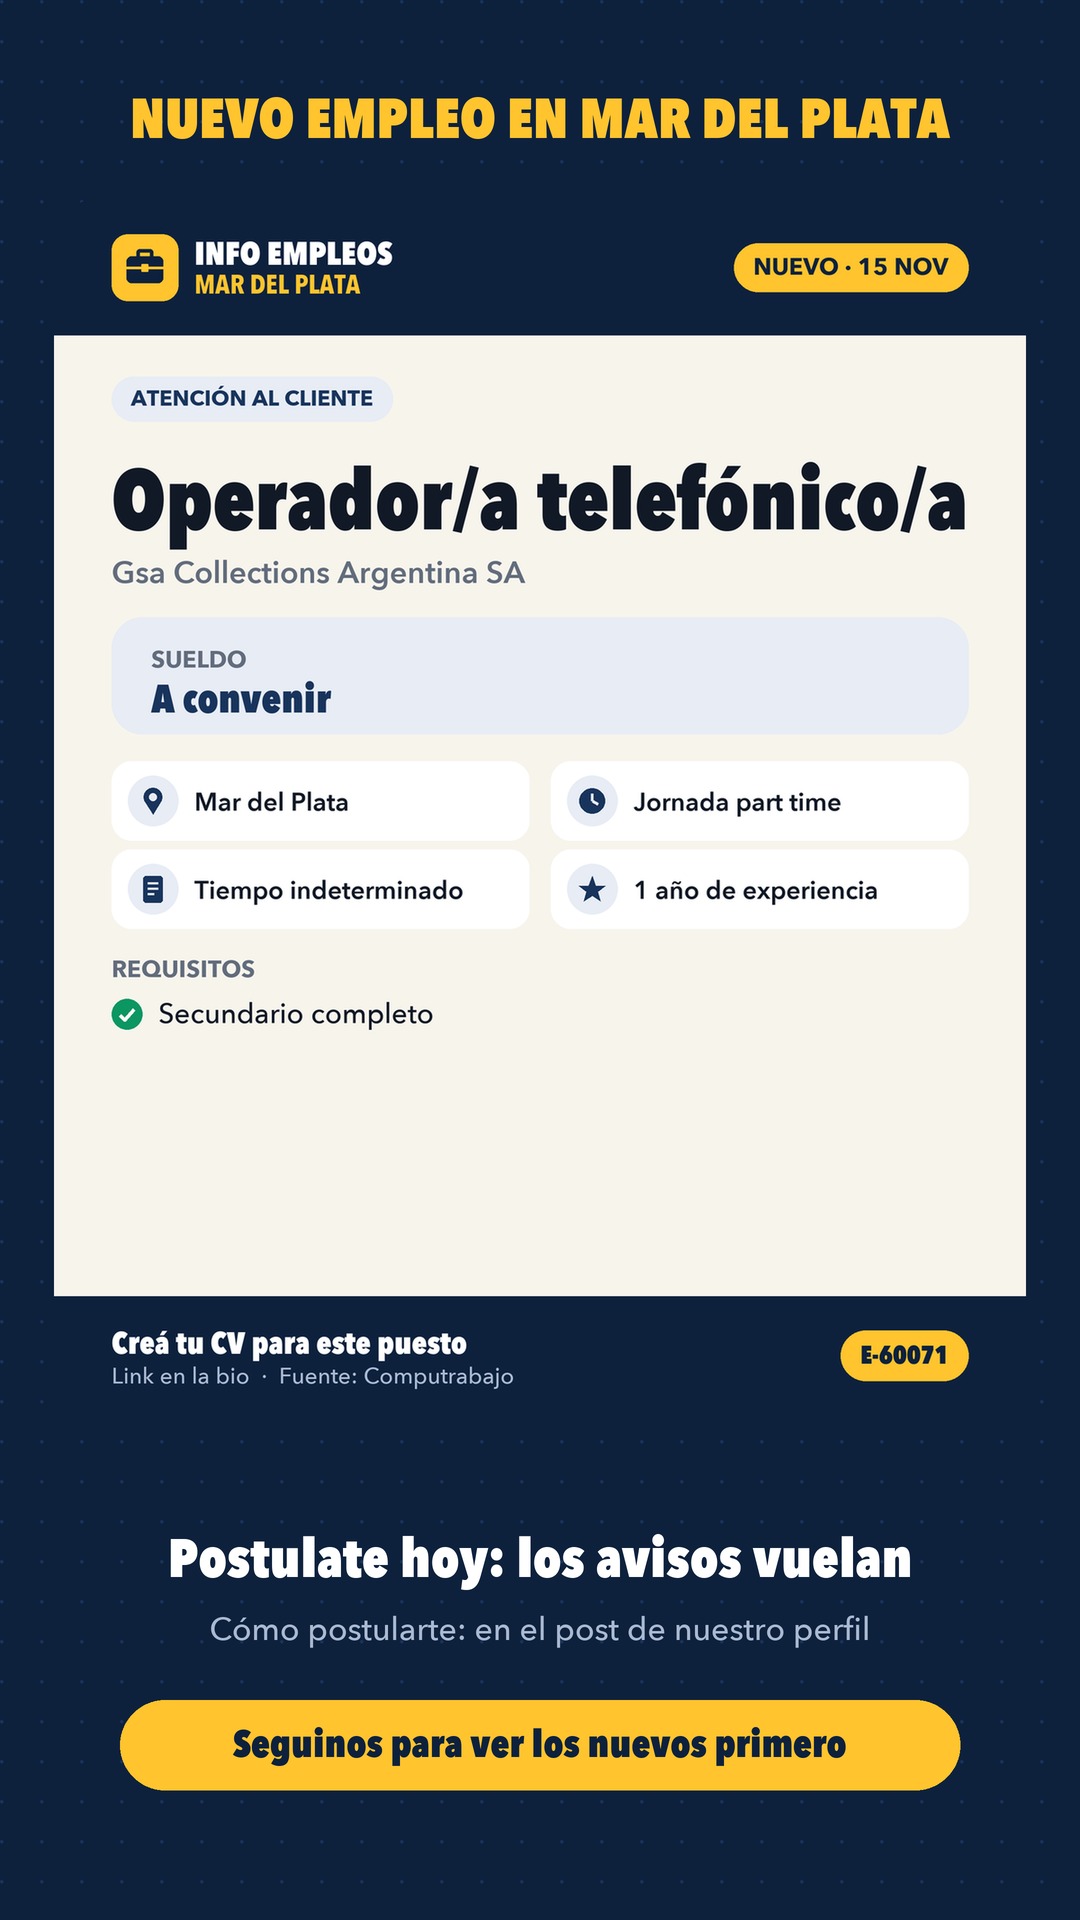 NUEVO EMPLEO EN MAR DEL PLATA
INFO EMPLEOS
MAR DEL PLATA
NUEVO · 15 NOV
ATENCIÓN AL CLIENTE
Operador/a telefónico/a
Gsa Collections Argentina SA
SUELDO
A convenir
Mar del Plata
Jornada part time
Tiempo indeterminado
1 año de experiencia
REQUISITOS
Secundario completo
Creá tu CV para este puesto
Link en la bio · Fuente: Computrabajo
E-60071
Postulate hoy: los avisos vuelan
Cómo postularte: en el post de nuestro perfil
Seguinos para ver los nuevos primero